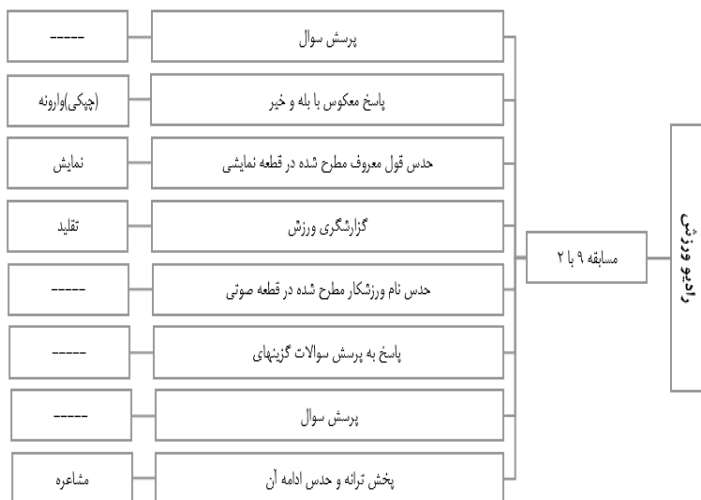 رادیو ورزش
مسابقه ۹ با ۲
پرسش سوال
-----
پاسخ معکوس با بله و خیر
(چپکی)وارونه
حدس قول معروف مطرح شده در قطعه نمایشی
نمایش
گزارشگری ورزش
تقلید
حدس نام ورزشکار مطرح شده در قطعه صوتی
-----
پاسخ به پرسش سوالات گزینهای
-----
پرسش سوال
-----
پخش ترانه و حدس ادامه آن
مشاعره